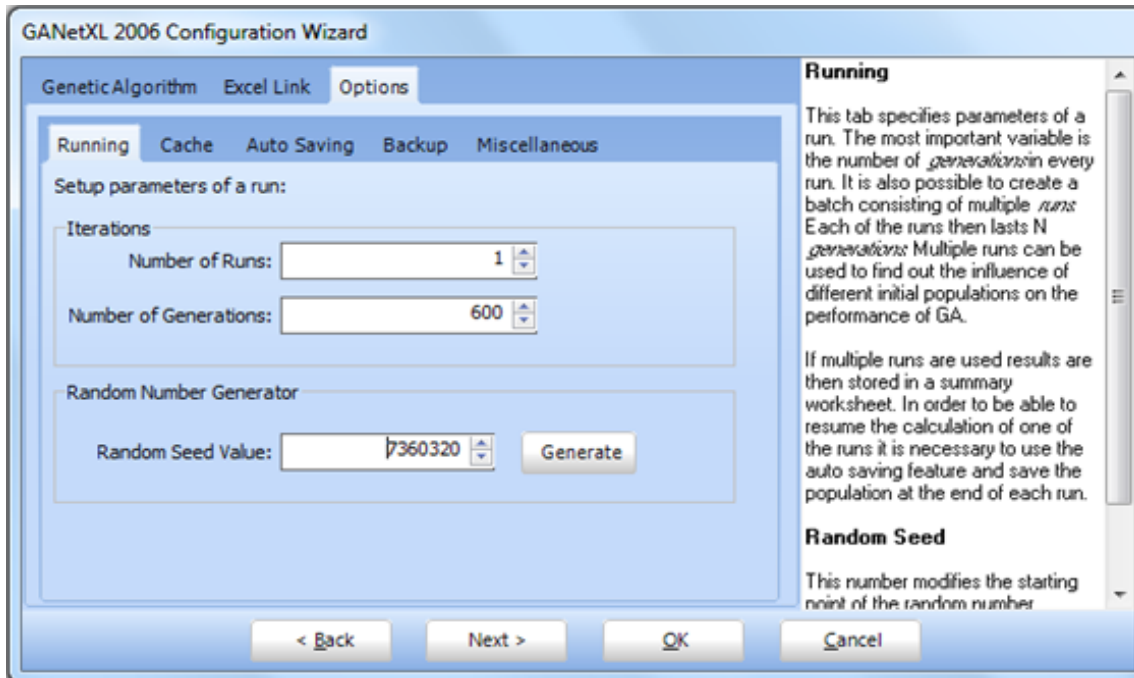 GANetXL 2006 Configuration Wizard
Genetic Algorithm Excel Link Options
Running Cache Auto Saving Backup Miscellaneous
Setup parameters of a run:
Iterations
Number of Runs: 1
Number of Generations: 600
Random Number Generator
Random Seed Value: 7360320 Generate
Running
This tab specifies parameters of a
run. The most important variable is
the number of generations in every
run. It is also possible to create a
batch consisting of multiple runs
Each of the runs then lasts N
generations Multiple runs can be
used to find out the influence of
different initial populations on the
performance of GA.
If multiple runs are used results are
then stored in a summary
worksheet. In order to be able to
resume the calculation of one of
the runs it is necessary to use the
auto saving feature and save the
population at the end of each run.
Random Seed
This number modifies the starting
point of the random number
< Back Next > OK Cancel